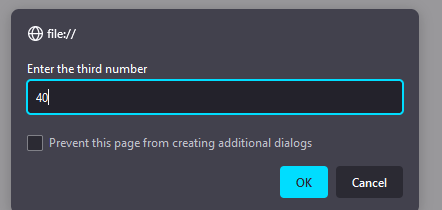 file://
Enter the third number
40
Prevent this page from creating additional dialogs
OK Cancel